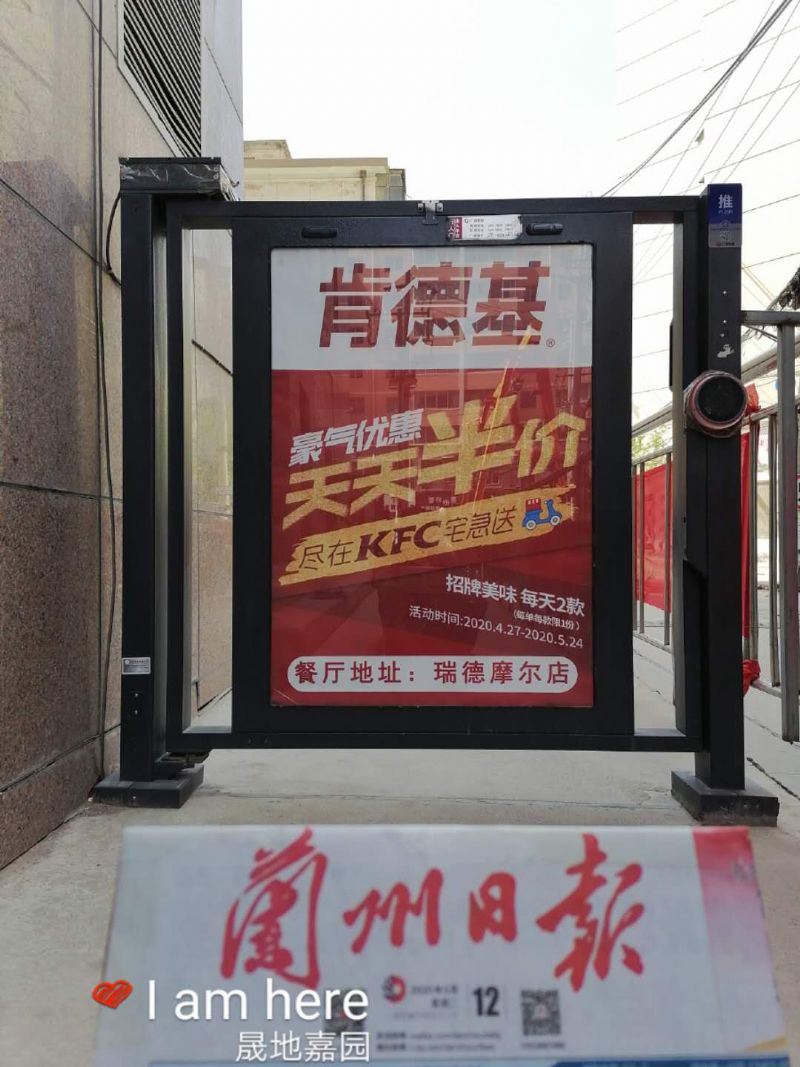 推
肯德基®
豪气优惠
天天半价
尽在KFC宅急送
招牌美味 每天2款
(每单每款限1份)
活动时间:2020.4.27-2020.5.24
餐厅地址：瑞德摩尔店
兰州日报
12
I am here
晟地嘉园